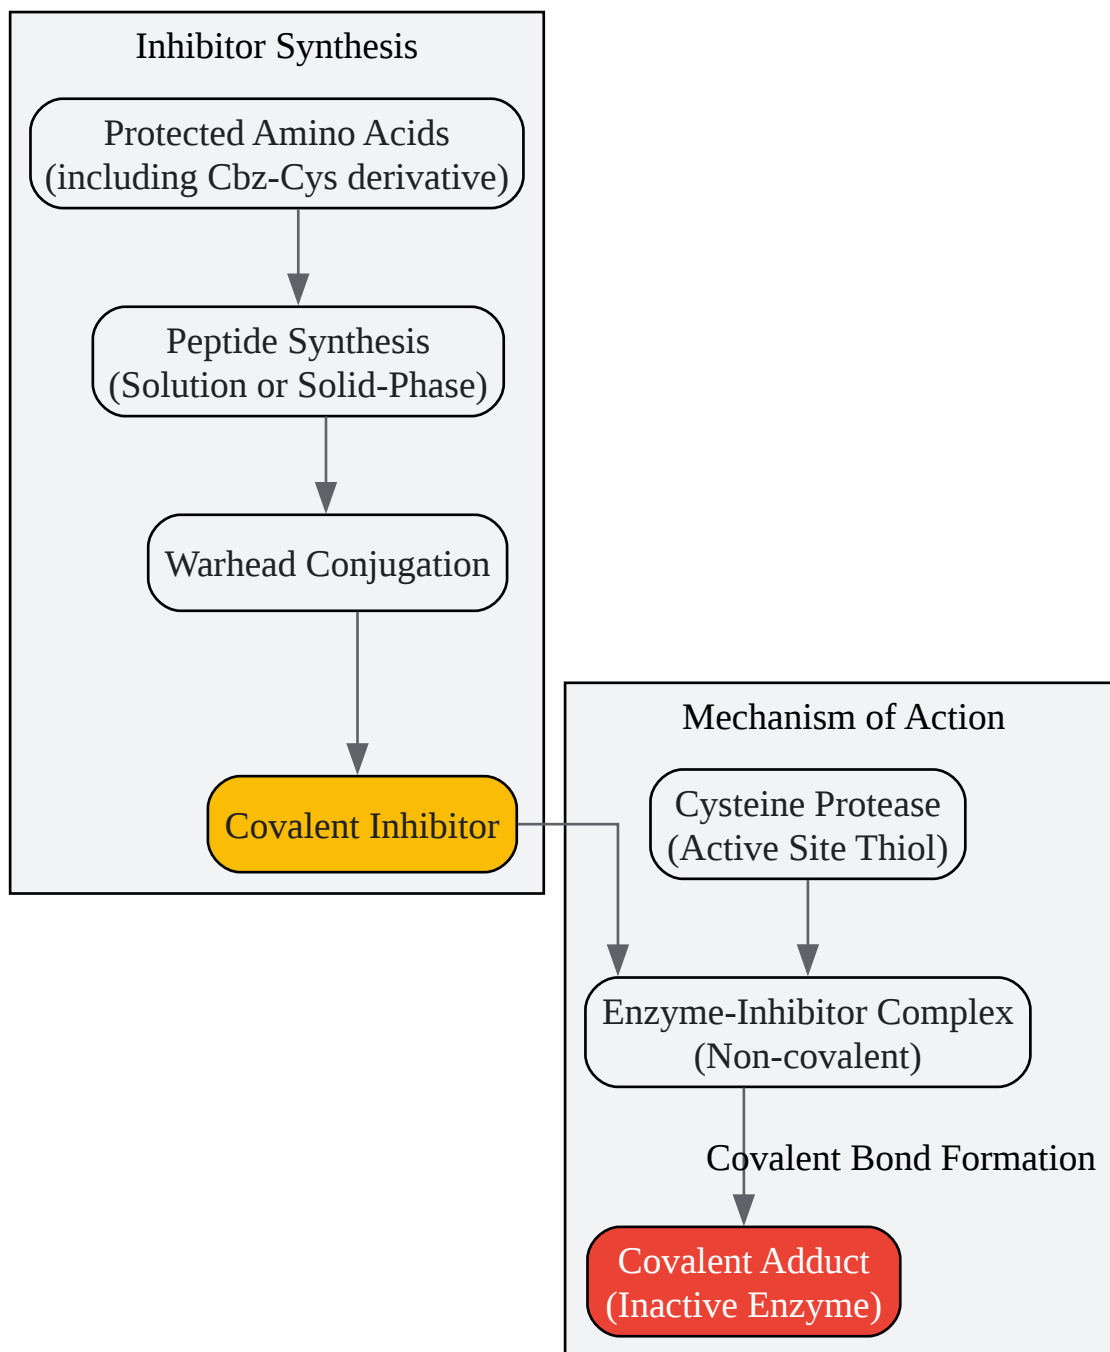 Inhibitor Synthesis
Protected Amino Acids
(including Cbz-Cys derivative)
Peptide Synthesis
(Solution or Solid-Phase)
Warhead Conjugation
Covalent Inhibitor
Mechanism of Action
Cysteine Protease
(Active Site Thiol)
Enzyme-Inhibitor Complex
(Non-covalent)
Covalent Bond Formation
Covalent Adduct
(Inactive Enzyme)